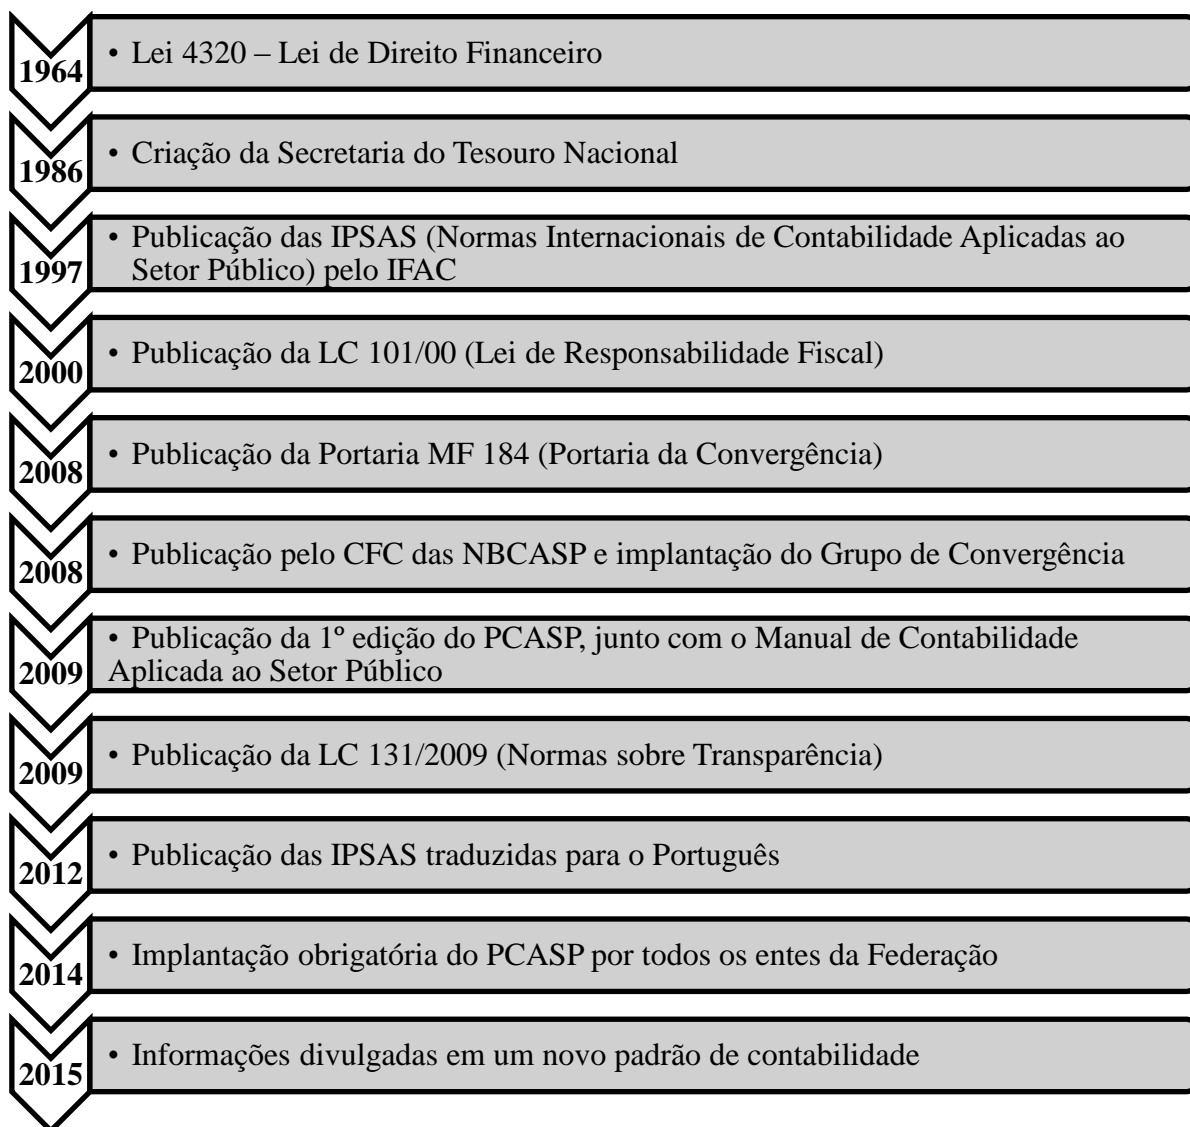 1964
• Lei 4320 – Lei de Direito Financeiro
1986
• Criação da Secretaria do Tesouro Nacional
1997
• Publicação das IPSAS (Normas Internacionais de Contabilidade Aplicadas ao
Setor Público) pelo IFAC
2000
• Publicação da LC 101/00 (Lei de Responsabilidade Fiscal)
2008
• Publicação da Portaria MF 184 (Portaria da Convergência)
2008
• Publicação pelo CFC das NBCASP e implantação do Grupo de Convergência
2009
• Publicação da 1º edição do PCASP, junto com o Manual de Contabilidade
Aplicada ao Setor Público
2009
• Publicação da LC 131/2009 (Normas sobre Transparência)
2012
• Publicação das IPSAS traduzidas para o Português
2014
• Implantação obrigatória do PCASP por todos os entes da Federação
2015
• Informações divulgadas em um novo padrão de contabilidade